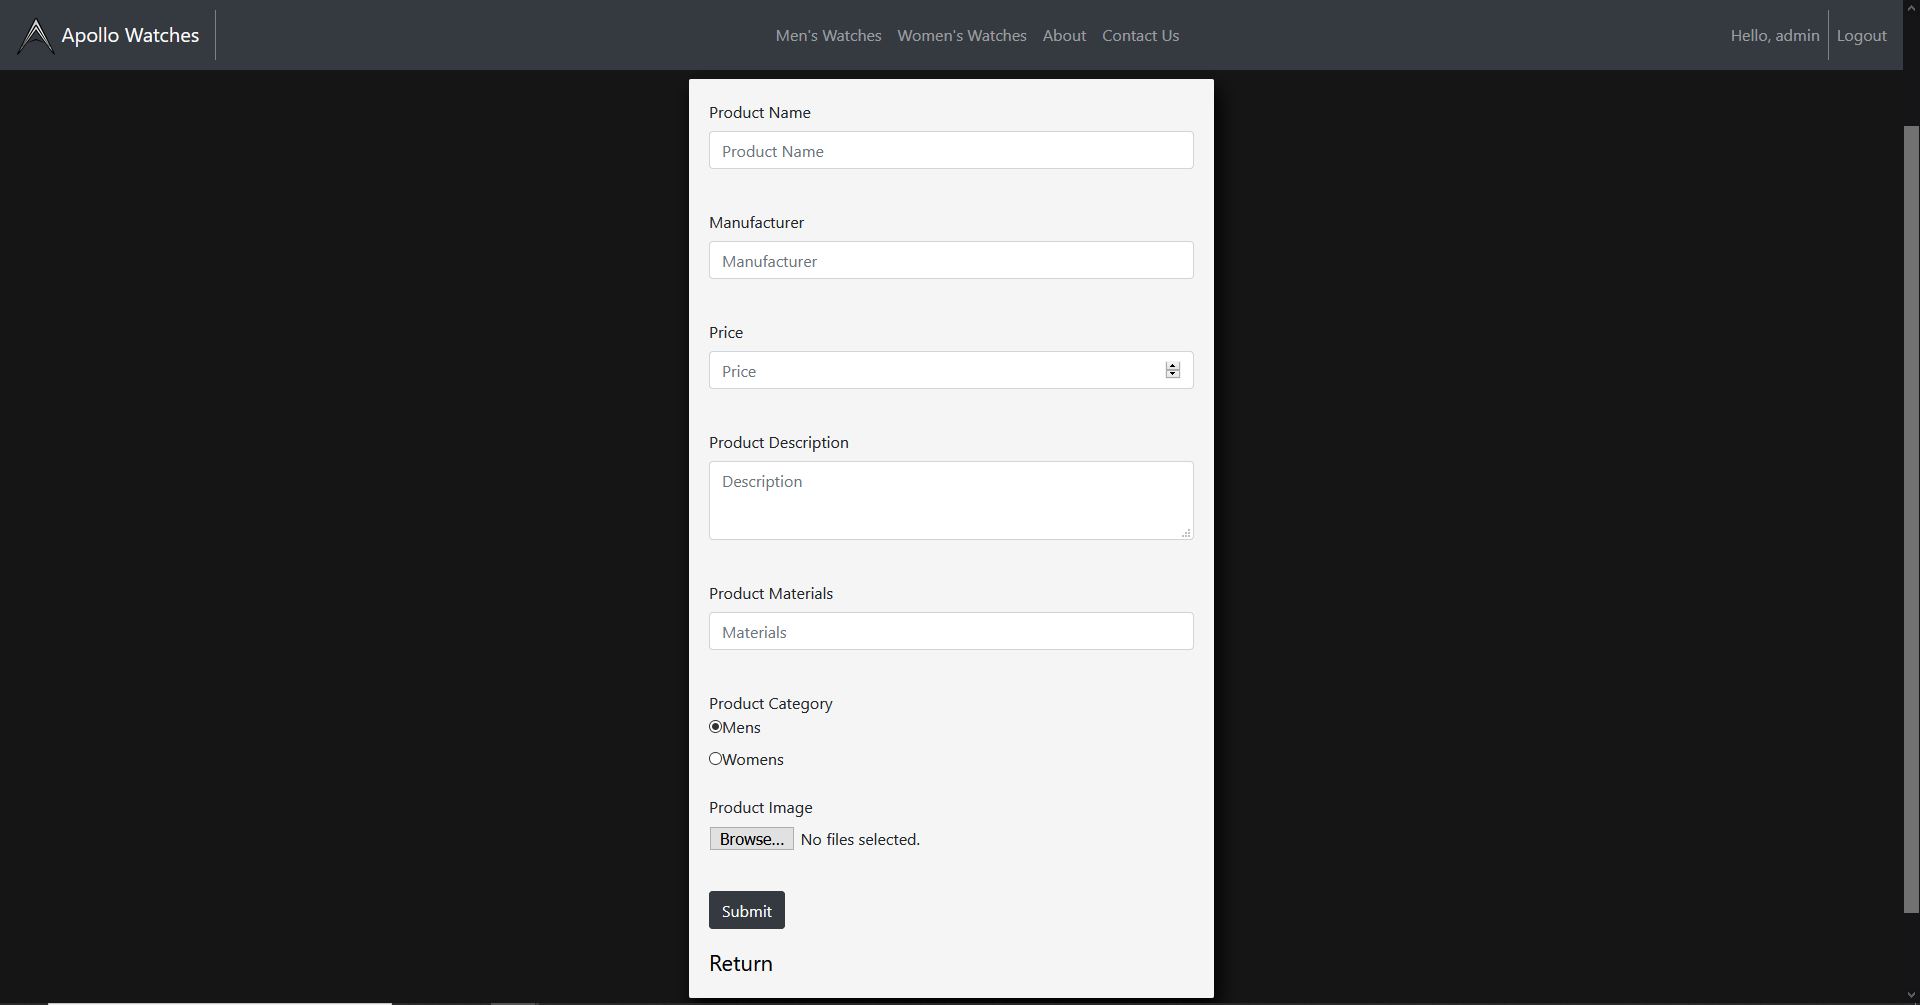 Apollo Watches
Men's Watches Women's Watches About Contact Us
Hello, admin Logout
Product Name
Product Name
Manufacturer
Manufacturer
Price
Price
Product Description
Description
Product Materials
Materials
Product Category
Mens
Womens
Product Image
Browse... No files selected.
Submit
Return